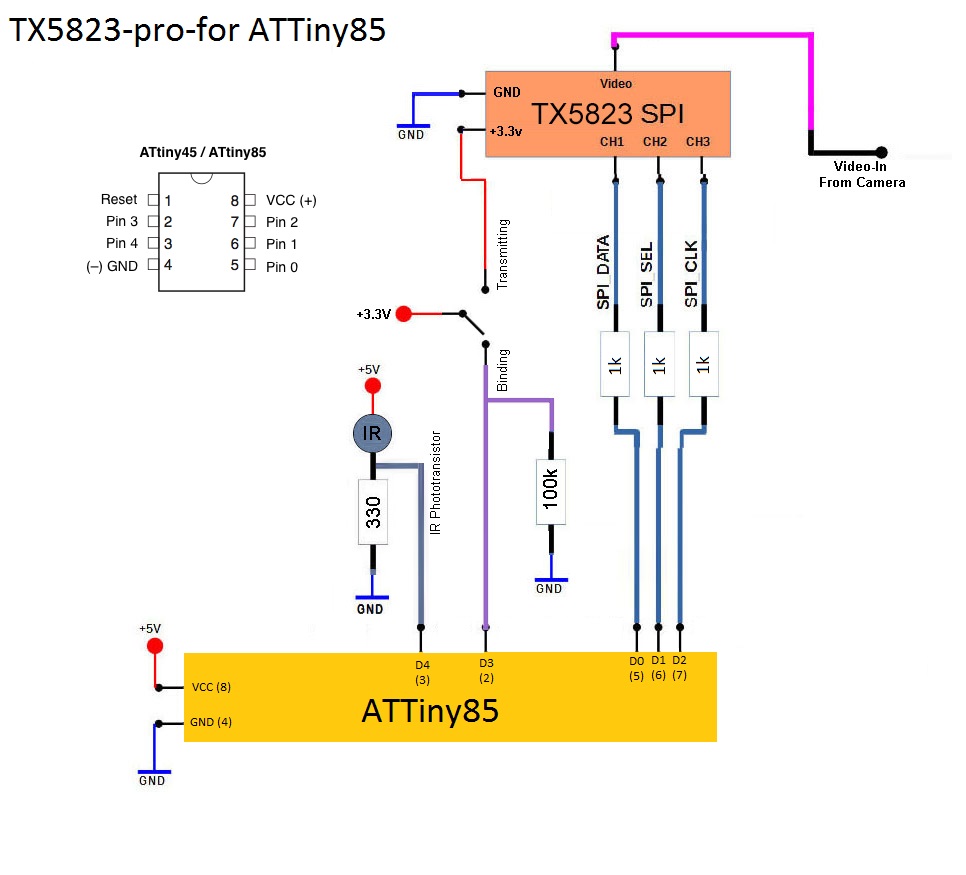 TX5823-pro-for ATTiny85
Video
GND
+3.3v
TX5823 SPI
CH1 CH2 CH3
GND
Video-In
From Camera
ATtiny45 / ATtiny85
Reset 1 8 VCC (+)
Pin 3 2 7 Pin 2
Pin 4 3 6 Pin 1
(–) GND 4 5 Pin 0
Transmitting
SPI_DATA
SPI_SEL
SPI_CLK
+3.3V
Binding
1k
1k
1k
+5V
IR
IR Phototransistor
330
100k
GND
GND
+5V
D4
(3)
D3
(2)
D0 D1 D2
(5) (6) (7)
VCC (8)
GND (4)
ATTiny85
GND